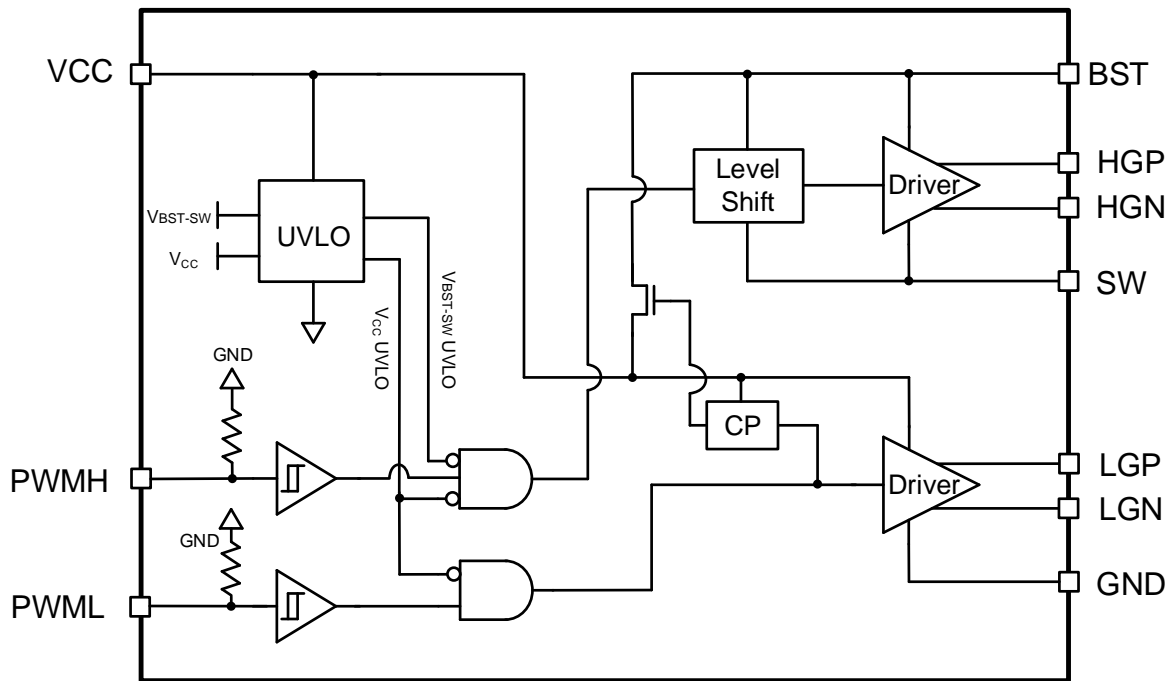 VCC
BST
HGP
HGN
SW
Level
Shift
Driver
UVLO
VBST-SW
VCC
VBST-SW UVLO
VCC UVLO
GND
PWMH
GND
PWML
CP
Driver
LGP
LGN
GND